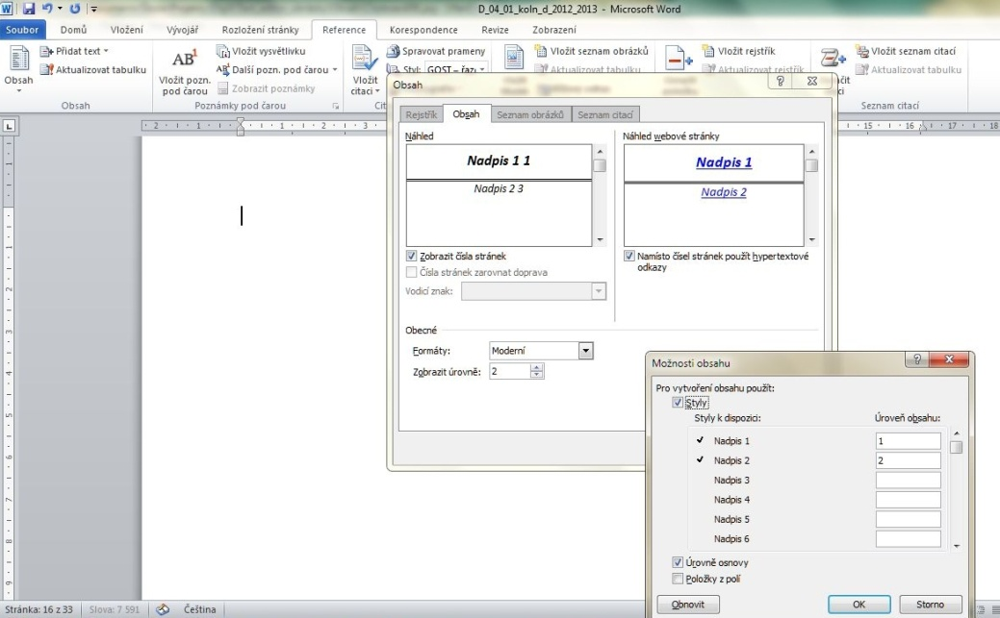 D_04_01_koln_d_2012_2013 - Microsoft Word
Soubor Domů Vložení Vývojář Rozložení stránky Reference Korespondence Revize Zobrazení
Obsah
Přidat text
Aktualizovat tabulku
Obsah
AB¹
Vložit pozn. pod čarou
Vložit vysvětlivku
Další pozn. pod čarou
Zobrazit poznámky
Poznámky pod čarou
Vložit citaci
Spravovat prameny
Styl: GOST – řazı
Cit
Vložit seznam obrázků
Aktualizovat tabulku
Vložit rejstřík
Aktualizovat rejstřík
Vložit seznam citací
Aktualizovat tabulku
Seznam citací
Obsah
Rejstřík Obsah Seznam obrázků Seznam citací
Náhled
Nadpis 1 1
Nadpis 2 3
Náhled webové stránky
Nadpis 1
Nadpis 2
Zobrazit čísla stránek
Čísla stránek zarovnat doprava
Vodicí znak:
Namísto čísel stránek použít hypertextové
odkazy
Obecné
Formáty: Moderní
Zobrazit úrovně: 2
Možnosti obsahu
Pro vytvoření obsahu použít:
Styly
Styly k dispozici: Úroveň obsahu:
Nadpis 1 1
Nadpis 2 2
Nadpis 3
Nadpis 4
Nadpis 5
Nadpis 6
Úrovně osnovy
Položky z polí
Obnovit OK Storno
Stránka: 16 z 33 Slova: 7 591 Čeština